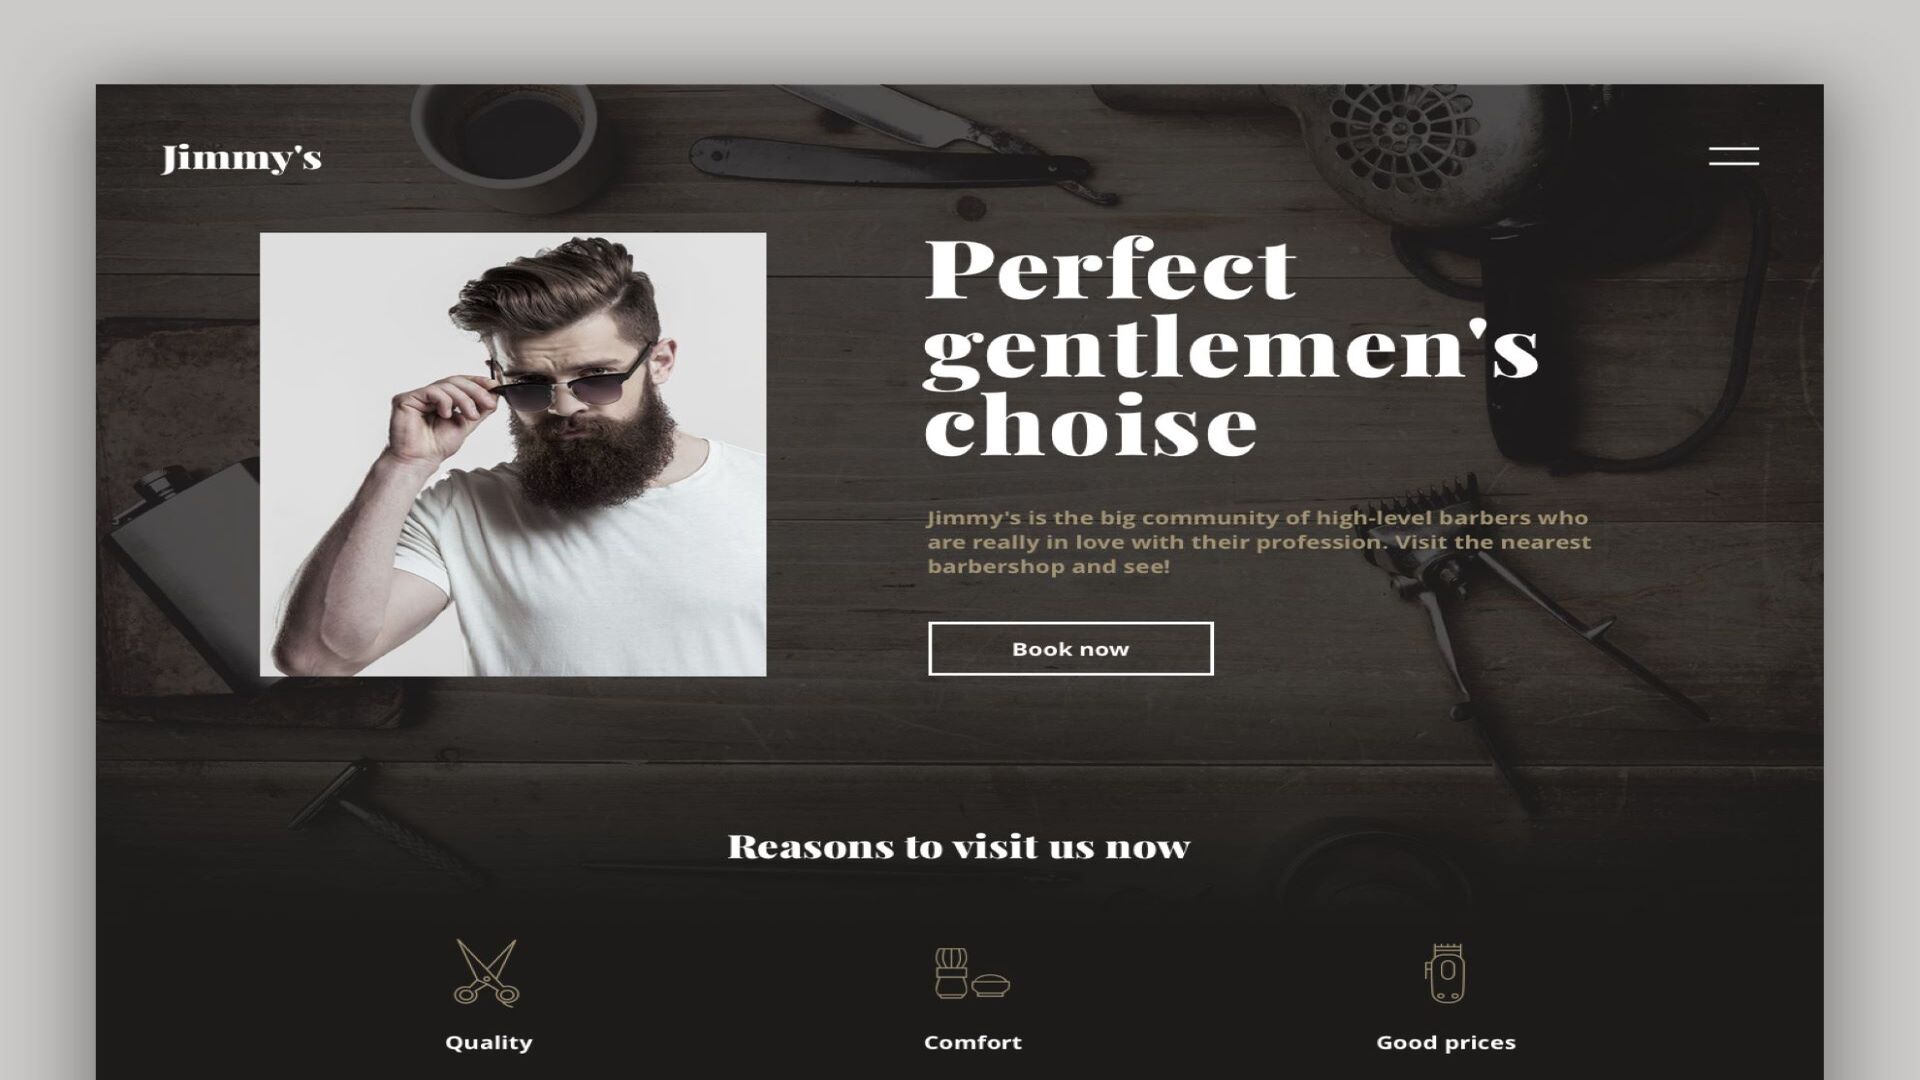 Jimmy's
Perfect
gentlemen's
choise
Jimmy's is the big community of high-level barbers who
are really in love with their profession. Visit the nearest
barbershop and see!
Book now
Reasons to visit us now
Quality
Comfort
Good prices